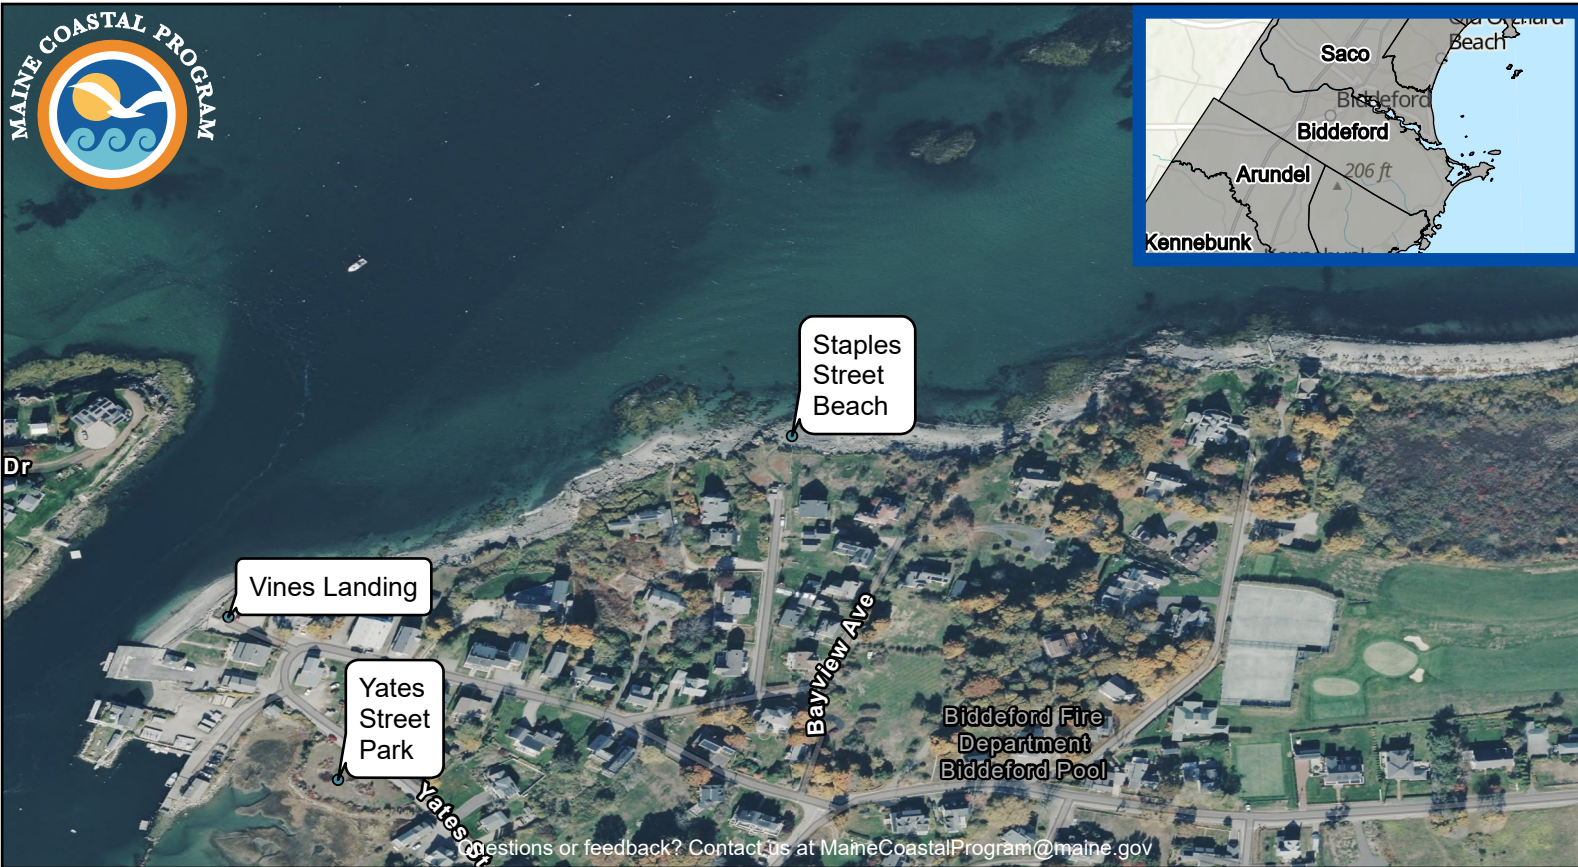 MAINE COASTAL PROGRAM
Saco
Beach
Biddeford
Biddeford
Arundel
206 ft
Kennebunk
Staples
Street
Beach
Dr
Vines Landing
Yates
Street
Park
Bayview Ave
Biddeford Fire
Department
Biddeford Pool
Yates St
Questions or feedback? Contact us at MaineCoastalProgram@maine.gov